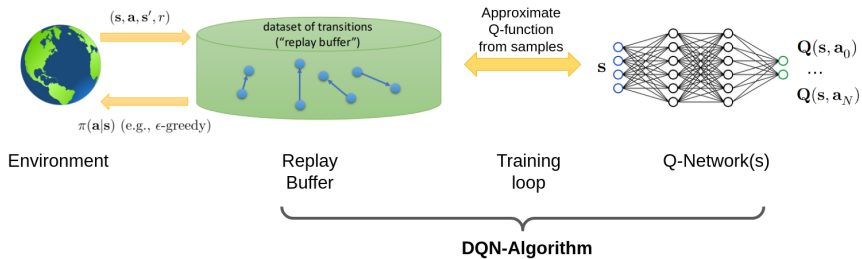 (s, a, s′, r)
dataset of transitions
("replay buffer")
π(a|s) (e.g., ϵ-greedy)
Approximate
Q-function
from samples
s
Q(s, a₀)
...
Q(s, a_N)
Environment
Replay
Buffer
Training
loop
Q-Network(s)
DQN-Algorithm